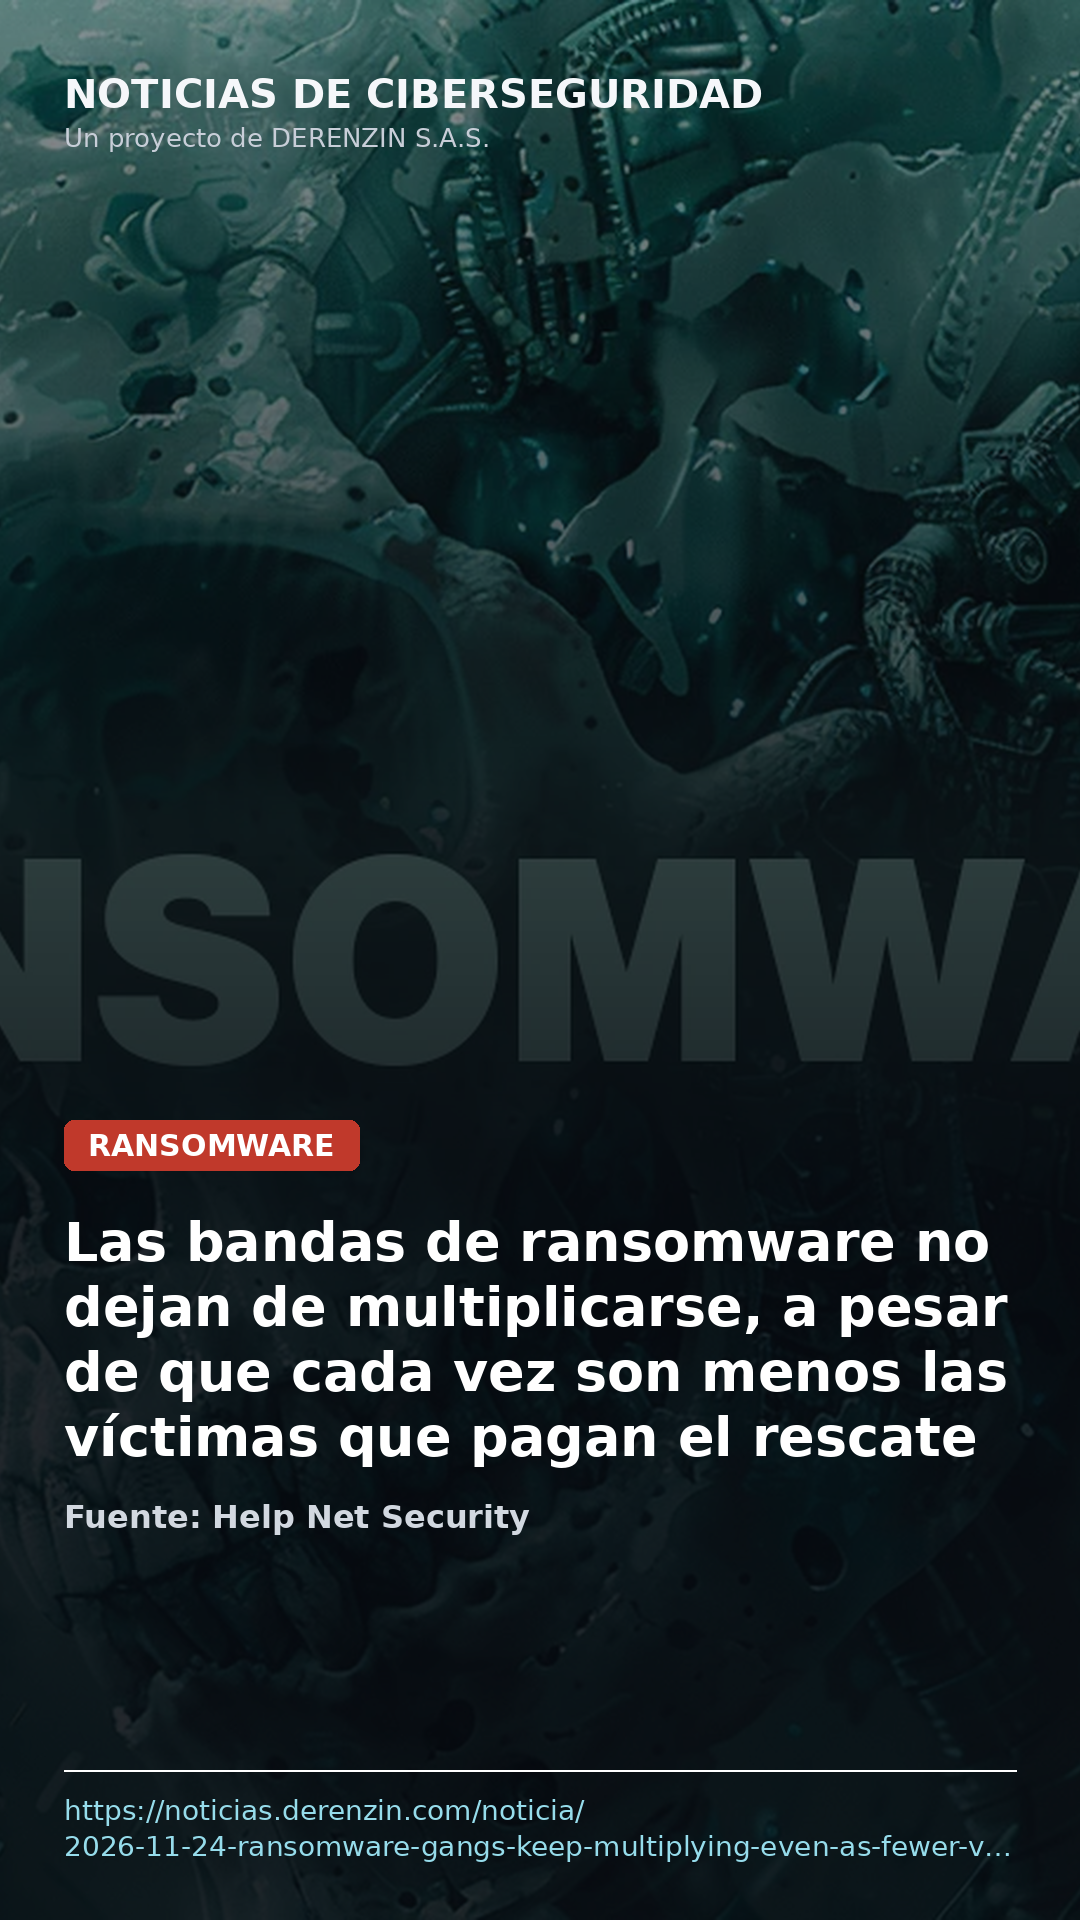 NOTICIAS DE CIBERSEGURIDAD
Un proyecto de DERENZIN S.A.S.
NSOMWA
RANSOMWARE
Las bandas de ransomware no
dejan de multiplicarse, a pesar
de que cada vez son menos las
víctimas que pagan el rescate
Fuente: Help Net Security
https://noticias.derenzin.com/noticia/
2026-11-24-ransomware-gangs-keep-multiplying-even-as-fewer-v...